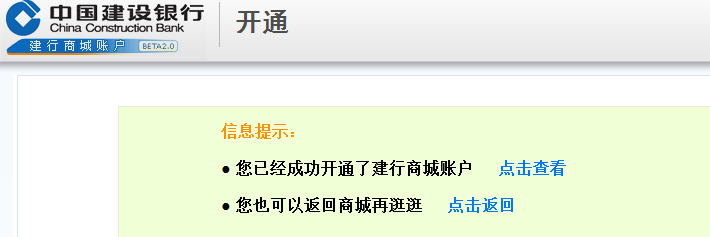 中国建设银行 开通
China Construction Bank
建行商城账户 BETA2.0
信息提示：
● 您已经成功开通了建行商城账户 点击查看
● 您也可以返回商城再逛逛 点击返回